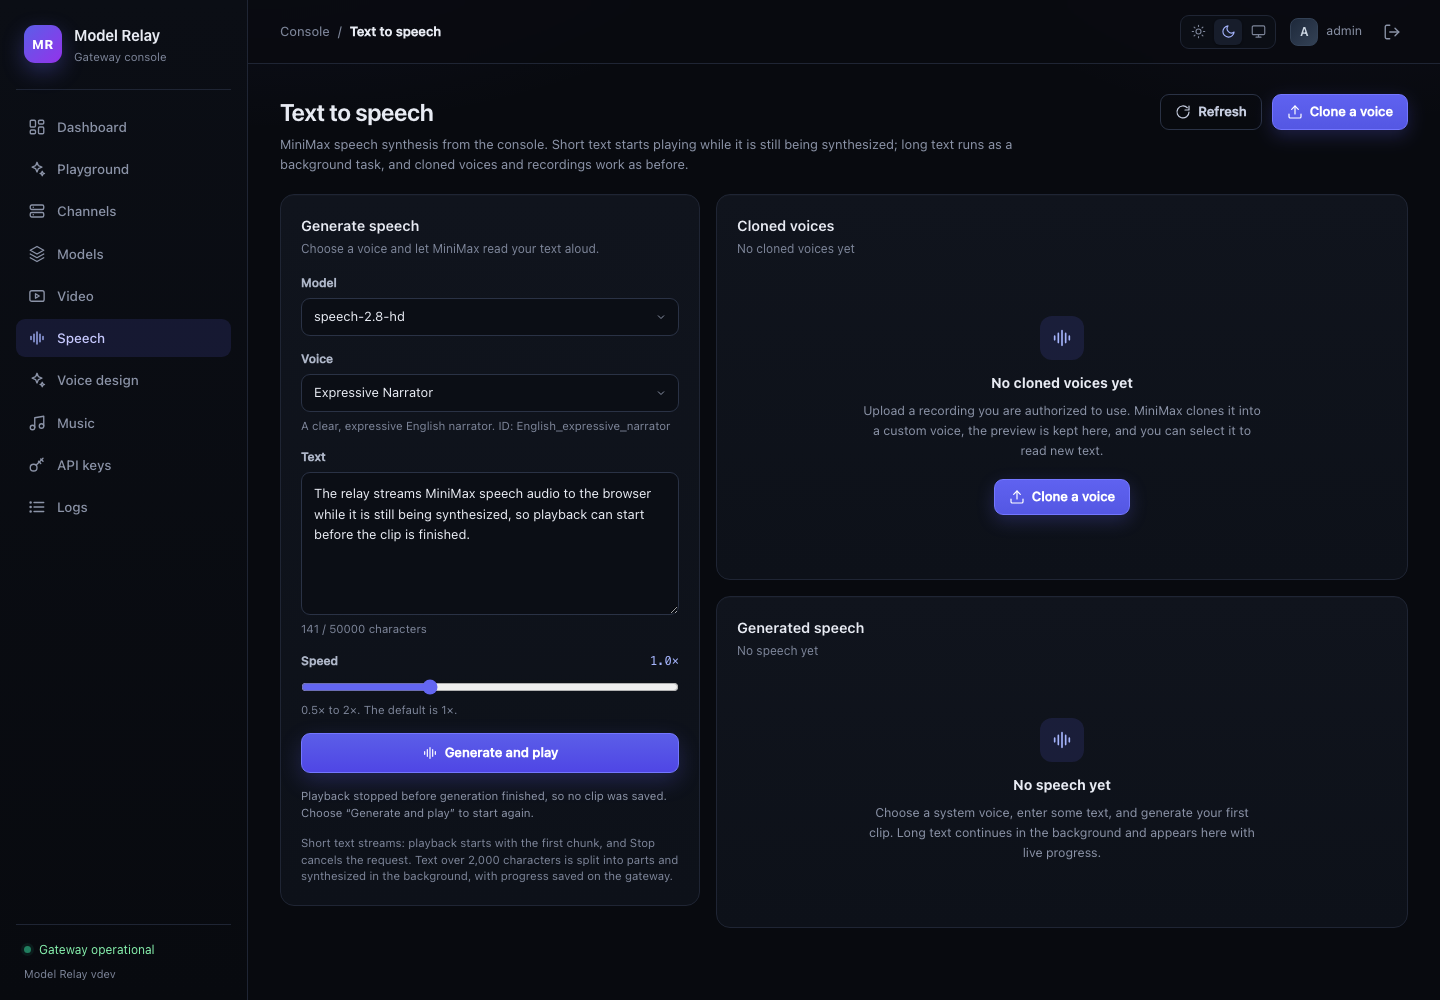 MR
Model Relay
Gateway console
Dashboard
Playground
Channels
Models
Video
Speech
Voice design
Music
API keys
Logs
Gateway operational
Model Relay vdev
Console / Text to speech
A
admin
Text to speech
Refresh
Clone a voice
MiniMax speech synthesis from the console. Short text starts playing while it is still being synthesized; long text runs as a
background task, and cloned voices and recordings work as before.
Generate speech
Choose a voice and let MiniMax read your text aloud.
Model
speech-2.8-hd
Voice
Expressive Narrator
A clear, expressive English narrator. ID: English_expressive_narrator
Text
The relay streams MiniMax speech audio to the browser
while it is still being synthesized, so playback can start
before the clip is finished.
141 / 50000 characters
Speed
1.0×
0.5× to 2×. The default is 1×.
Generate and play
Playback stopped before generation finished, so no clip was saved.
Choose “Generate and play” to start again.
Short text streams: playback starts with the first chunk, and Stop
cancels the request. Text over 2,000 characters is split into parts and
synthesized in the background, with progress saved on the gateway.
Cloned voices
No cloned voices yet
No cloned voices yet
Upload a recording you are authorized to use. MiniMax clones it into
a custom voice, the preview is kept here, and you can select it to
read new text.
Clone a voice
Generated speech
No speech yet
No speech yet
Choose a system voice, enter some text, and generate your first
clip. Long text continues in the background and appears here with
live progress.